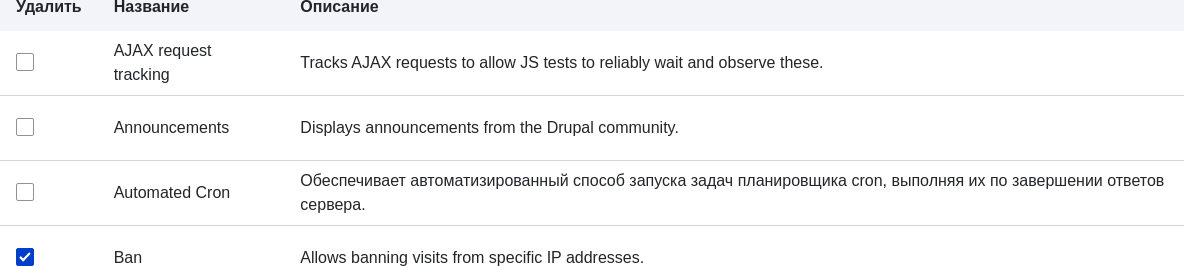 Удалить Название Описание
AJAX request
tracking
Tracks AJAX requests to allow JS tests to reliably wait and observe these.
Announcements Displays announcements from the Drupal community.
Automated Cron
Обеспечивает автоматизированный способ запуска задач планировщика cron, выполняя их по завершении ответов
сервера.
Ban Allows banning visits from specific IP addresses.